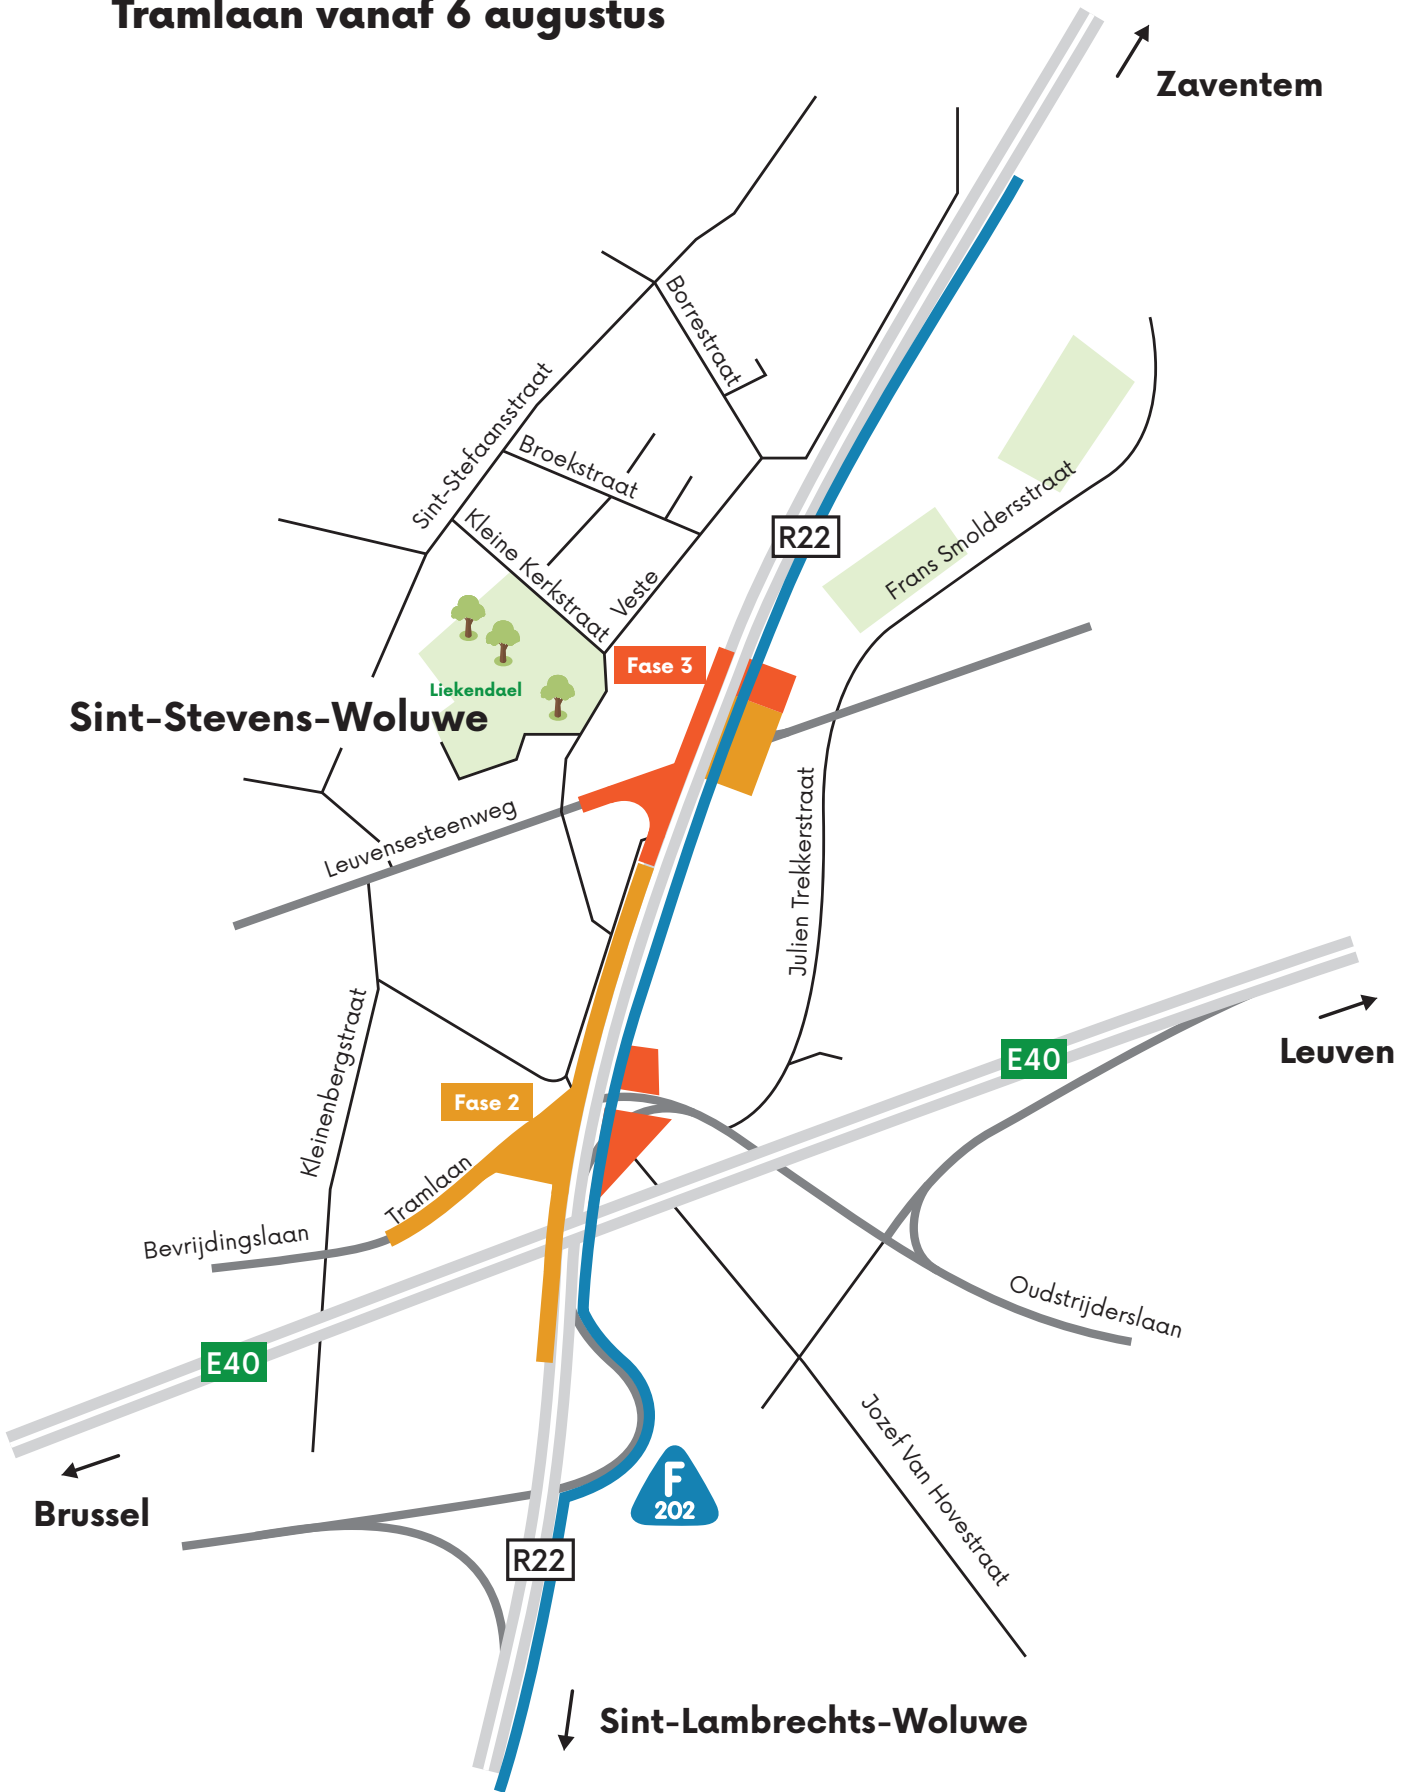 Tramlaan vanaf 6 augustus
Zaventem
Borrestraat
Sint-Stefaansstraat
Broekstraat
Kleine Kerkstraat
Veste
R22
Frans Smoldersstraat
Fase 3
Liekendael
Sint-Stevens-Woluwe
Leuvensesteenweg
Julien Trekkerstraat
Kleinenbergstraat
E40
Leuven
Fase 2
Tramlaan
Bevrijdingslaan
Oudstrijderslaan
E40
Jozef Van Hovestraat
Brussel
F
202
R22
Sint-Lambrechts-Woluwe